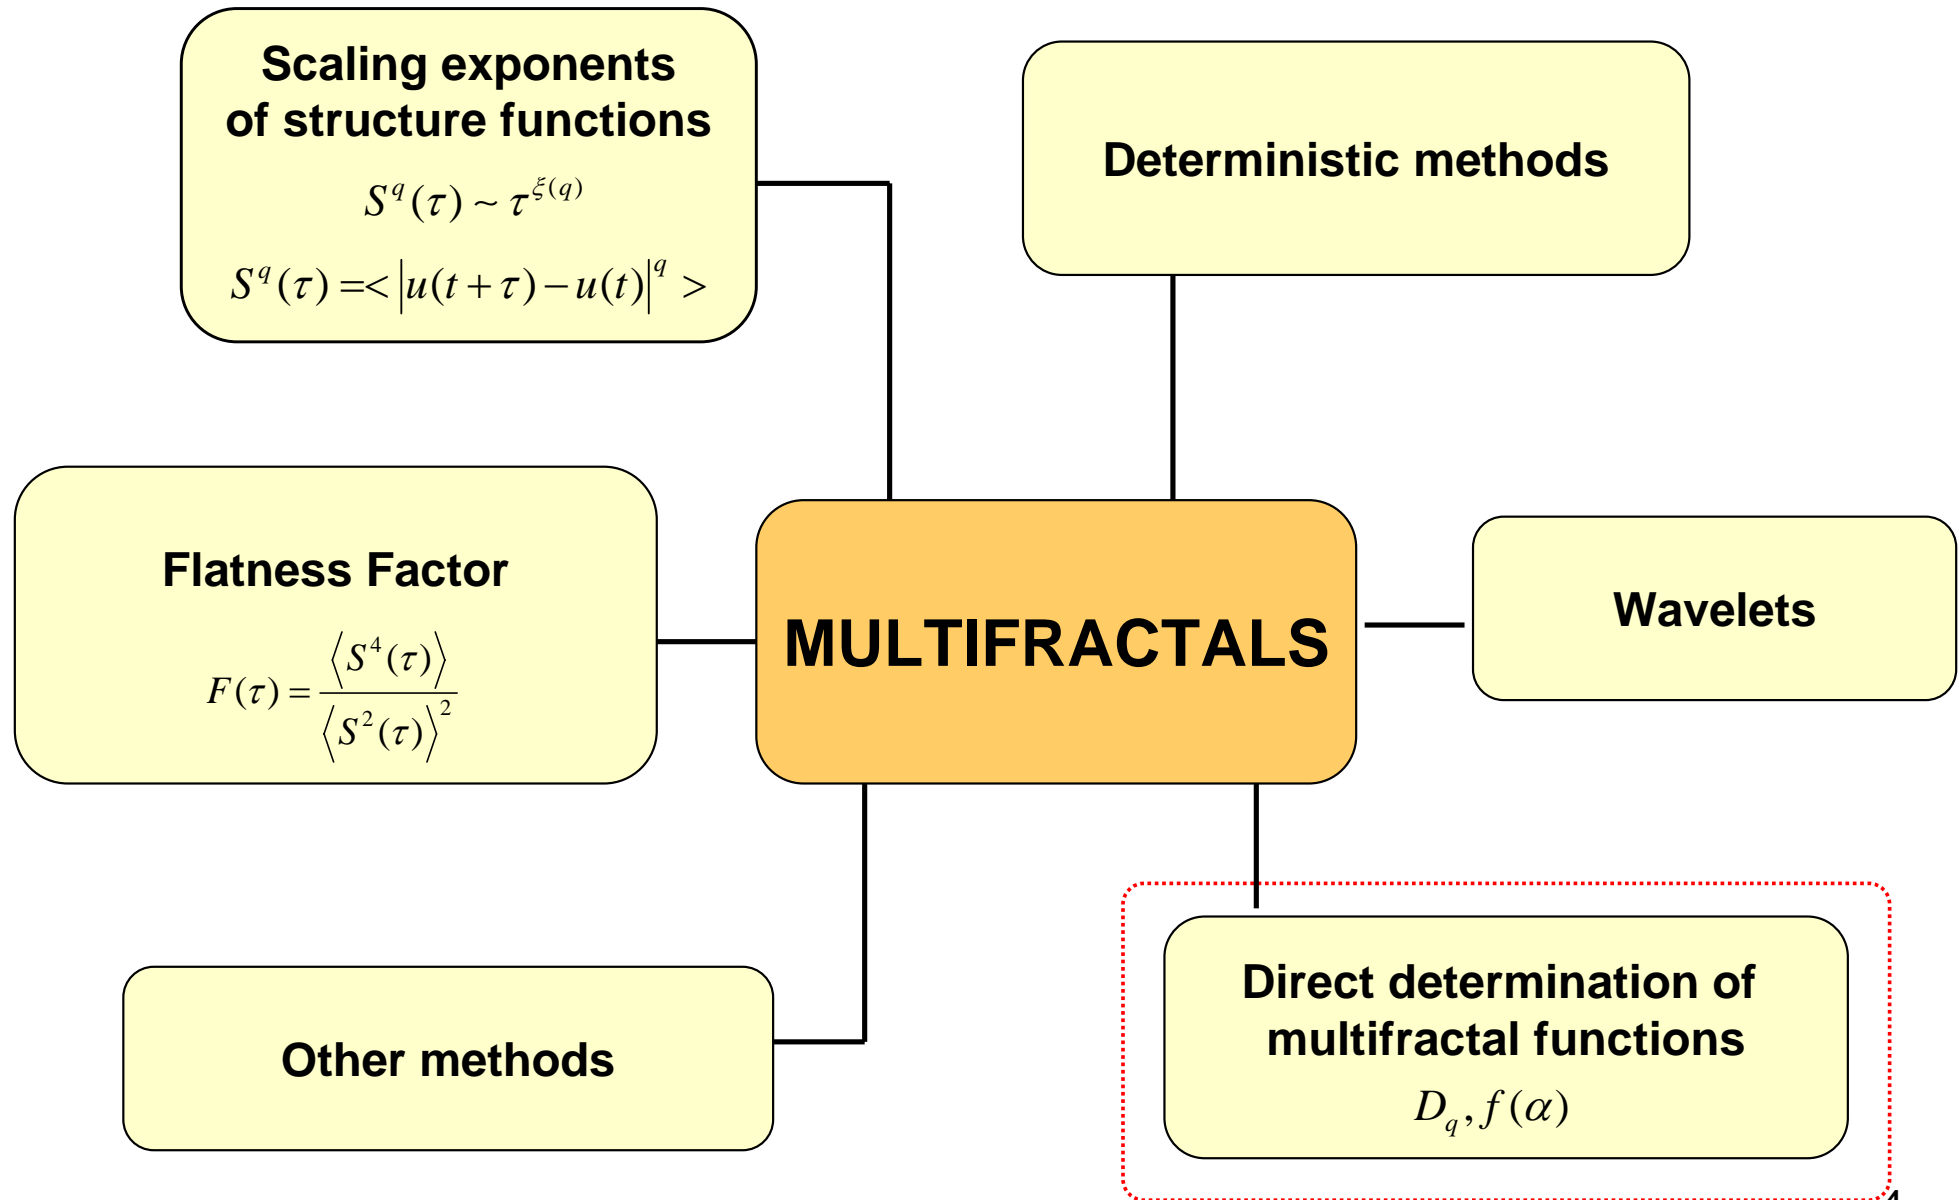 Scaling exponents
of structure functions
S^q(τ) ~ τ^ξ(q)
S^q(τ) =< |u(t + τ) − u(t)|^q >
Deterministic methods
Flatness Factor
F(τ) = ⟨S^4(τ)⟩ / ⟨S^2(τ)⟩^2
MULTIFRACTALS
Wavelets
Other methods
Direct determination of
multifractal functions
D_q, f(α)